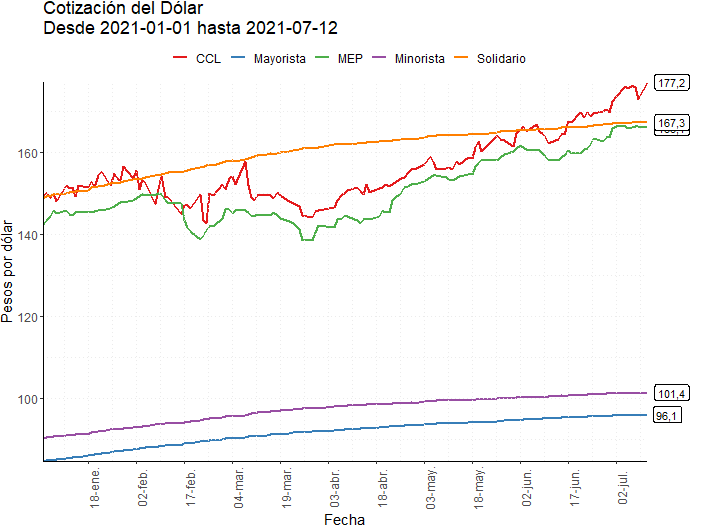 Cotización del Dólar
Desde 2021-01-01 hasta 2021-07-12
CCL Mayorista MEP Minorista Solidario
Pesos por dólar
160
140
120
100
177,2
167,3
101,4
96,1
18-ene.
02-feb.
17-feb.
04-mar.
19-mar.
03-abr.
18-abr.
03-may.
18-may.
02-jun.
17-jun.
02-jul.
Fecha